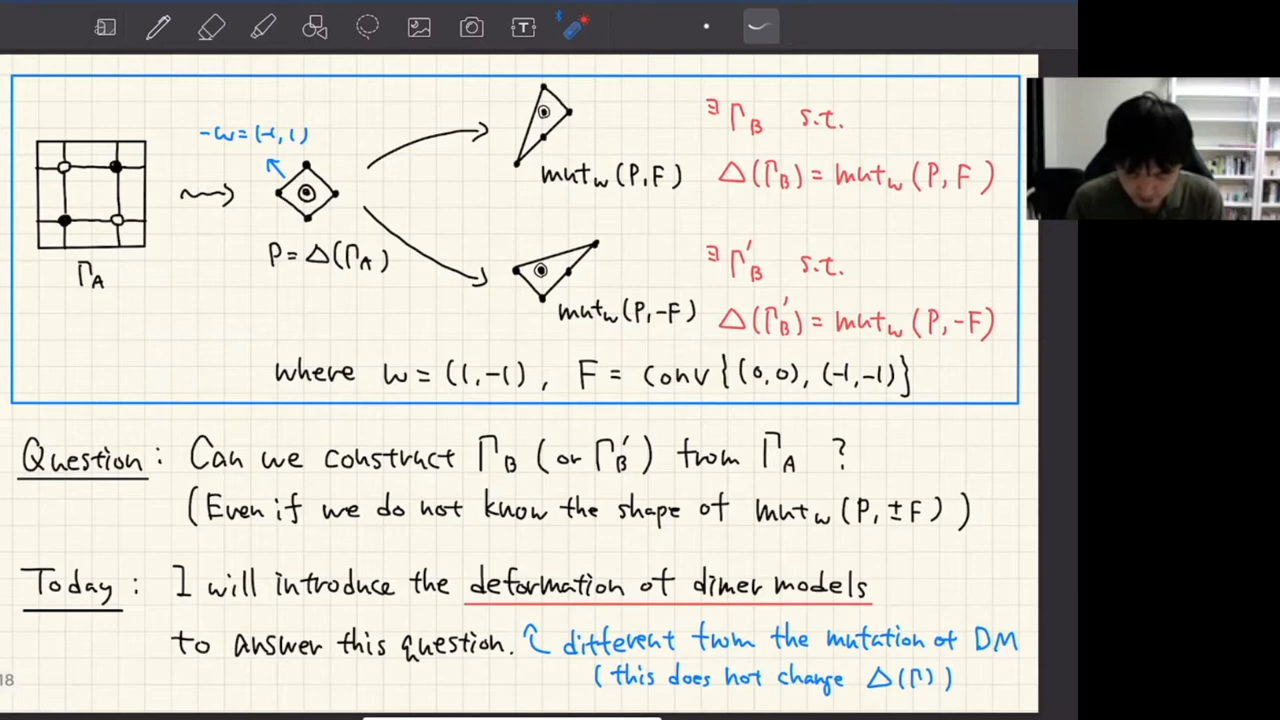 -w = (-1, 1)
mut_w (P, F)
∃Γ_B s.t.
Δ(Γ_B) = mut_w (P, F)
Γ_A
P = Δ(Γ_A)
mut_w (P, -F)
∃Γ'_B s.t.
Δ(Γ'_B) = mut_w (P, -F)
where w = (1, -1), F = conv{(0,0), (-1,-1)}
Question: Can we construct Γ_B (or Γ'_B) from Γ_A ?
(Even if we do not know the shape of mut_w (P, ±F))
Today: I will introduce the deformation of dimer models
to answer this question. different from the mutation of DM
(this does not change Δ(Γ))
18